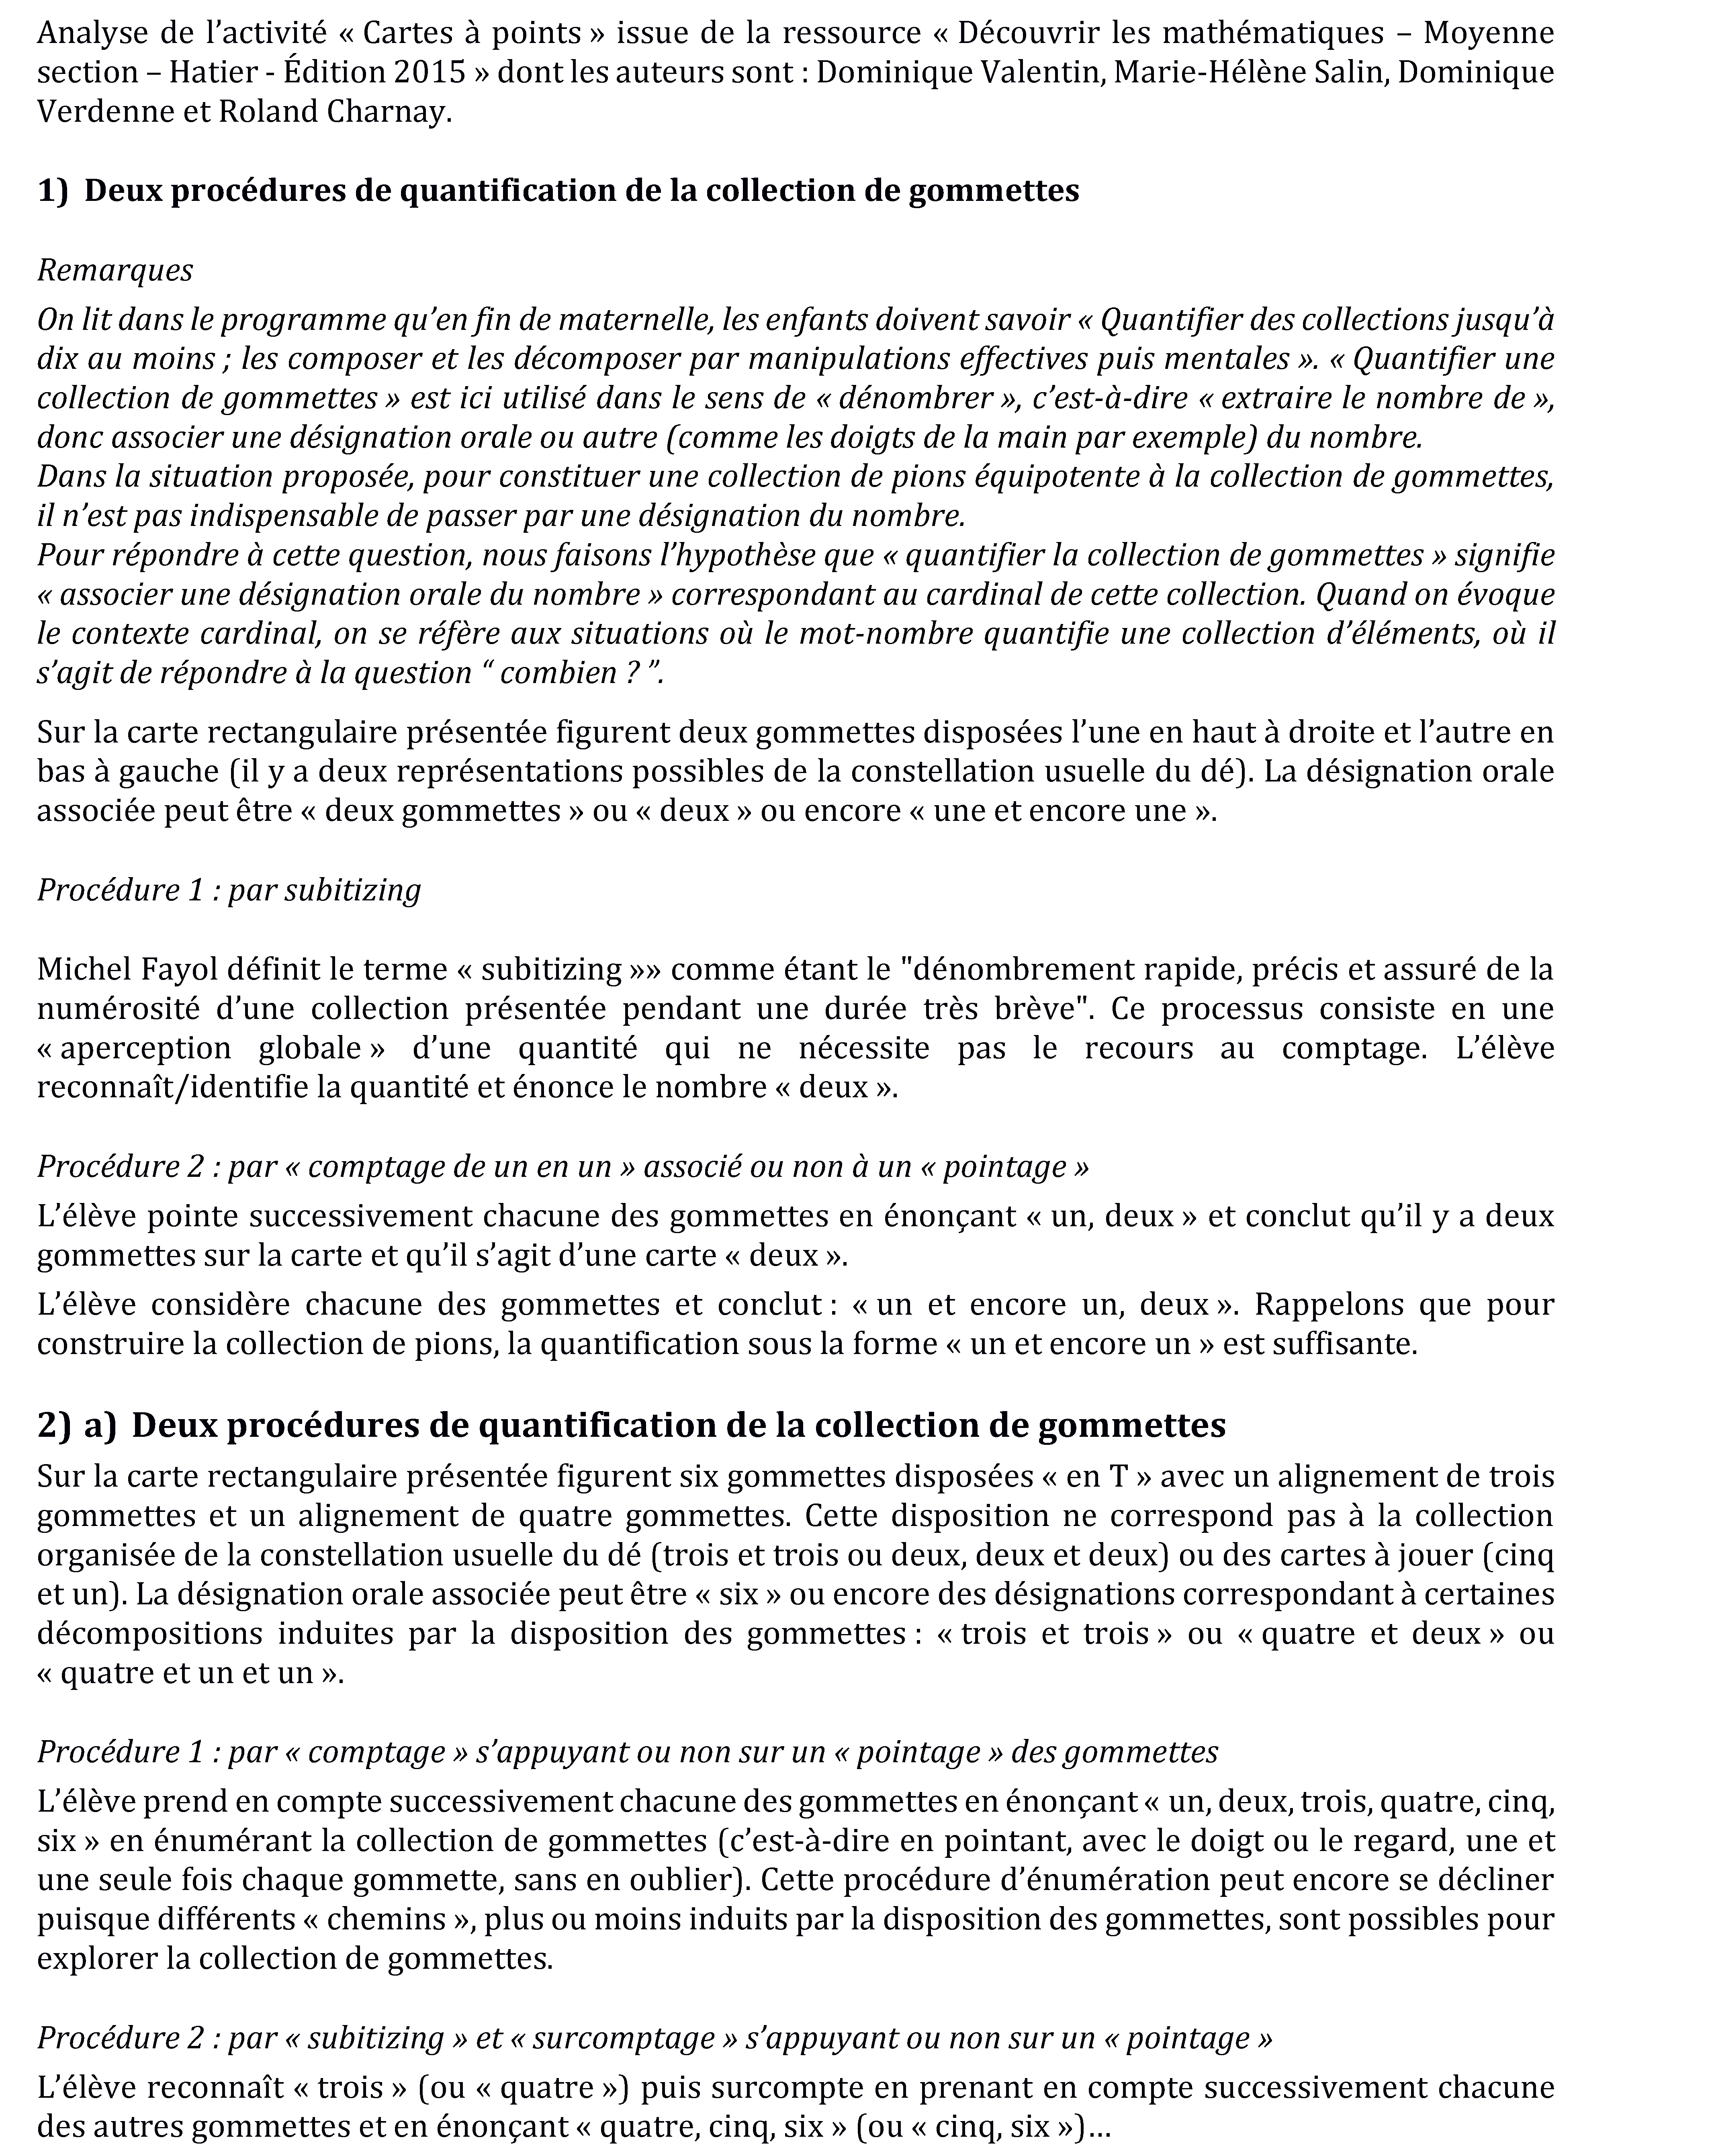 Analyse de l’activité « Cartes à points » issue de la ressource « Découvrir les mathématiques – Moyenne
section – Hatier - Édition 2015 » dont les auteurs sont : Dominique Valentin, Marie-Hélène Salin, Dominique
Verdenne et Roland Charnay.
1) Deux procédures de quantification de la collection de gommettes
Remarques
On lit dans le programme qu’en fin de maternelle, les enfants doivent savoir « Quantifier des collections jusqu’à
dix au moins ; les composer et les décomposer par manipulations effectives puis mentales ». « Quantifier une
collection de gommettes » est ici utilisé dans le sens de « dénombrer », c’est-à-dire « extraire le nombre de »,
donc associer une désignation orale ou autre (comme les doigts de la main par exemple) du nombre.
Dans la situation proposée, pour constituer une collection de pions équipotente à la collection de gommettes,
il n’est pas indispensable de passer par une désignation du nombre.
Pour répondre à cette question, nous faisons l’hypothèse que « quantifier la collection de gommettes » signifie
« associer une désignation orale du nombre » correspondant au cardinal de cette collection. Quand on évoque
le contexte cardinal, on se réfère aux situations où le mot-nombre quantifie une collection d’éléments, où il
s’agit de répondre à la question “ combien ? ”.
Sur la carte rectangulaire présentée figurent deux gommettes disposées l’une en haut à droite et l’autre en
bas à gauche (il y a deux représentations possibles de la constellation usuelle du dé). La désignation orale
associée peut être « deux gommettes » ou « deux » ou encore « une et encore une ».
Procédure 1 : par subitizing
Michel Fayol définit le terme « subitizing »» comme étant le "dénombrement rapide, précis et assuré de la
numérosité d’une collection présentée pendant une durée très brève". Ce processus consiste en une
« aperception globale » d’une quantité qui ne nécessite pas le recours au comptage. L’élève
reconnaît/identifie la quantité et énonce le nombre « deux ».
Procédure 2 : par « comptage de un en un » associé ou non à un « pointage »
L’élève pointe successivement chacune des gommettes en énonçant « un, deux » et conclut qu’il y a deux
gommettes sur la carte et qu’il s’agit d’une carte « deux ».
L’élève considère chacune des gommettes et conclut : « un et encore un, deux ». Rappelons que pour
construire la collection de pions, la quantification sous la forme « un et encore un » est suffisante.
2) a) Deux procédures de quantification de la collection de gommettes
Sur la carte rectangulaire présentée figurent six gommettes disposées « en T » avec un alignement de trois
gommettes et un alignement de quatre gommettes. Cette disposition ne correspond pas à la collection
organisée de la constellation usuelle du dé (trois et trois ou deux, deux et deux) ou des cartes à jouer (cinq
et un). La désignation orale associée peut être « six » ou encore des désignations correspondant à certaines
décompositions induites par la disposition des gommettes : « trois et trois » ou « quatre et deux » ou
« quatre et un et un ».
Procédure 1 : par « comptage » s’appuyant ou non sur un « pointage » des gommettes
L’élève prend en compte successivement chacune des gommettes en énonçant « un, deux, trois, quatre, cinq,
six » en énumérant la collection de gommettes (c’est-à-dire en pointant, avec le doigt ou le regard, une et
une seule fois chaque gommette, sans en oublier). Cette procédure d’énumération peut encore se décliner
puisque différents « chemins », plus ou moins induits par la disposition des gommettes, sont possibles pour
explorer la collection de gommettes.
Procédure 2 : par « subitizing » et « surcomptage » s’appuyant ou non sur un « pointage »
L’élève reconnaît « trois » (ou « quatre ») puis surcompte en prenant en compte successivement chacune
des autres gommettes et en énonçant « quatre, cinq, six » (ou « cinq, six »)…